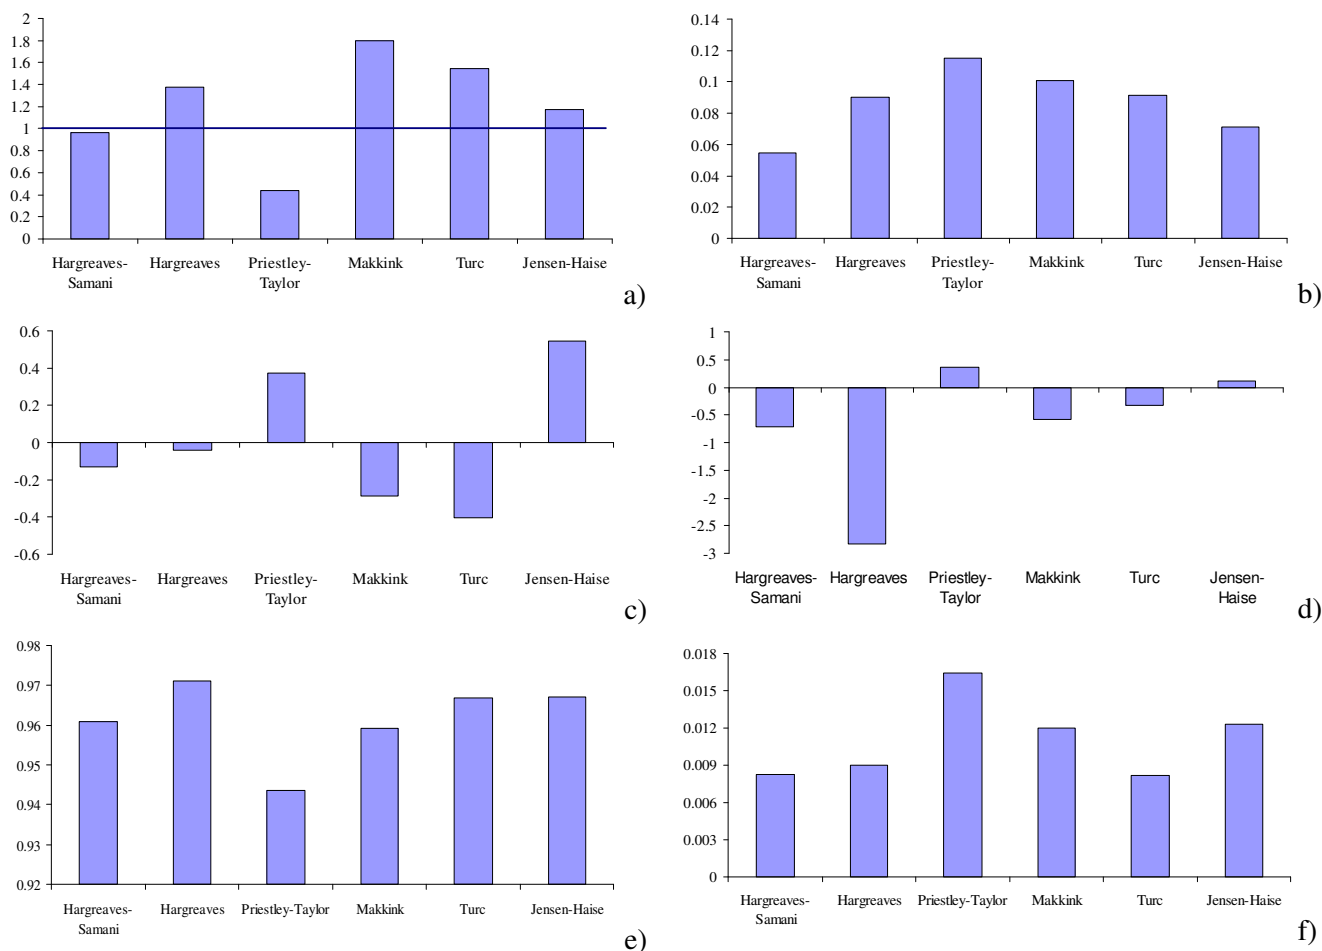 2
1.8
1.6
1.4
1.2
1
0.8
0.6
0.4
0.2
0
Hargreaves-
Samani
Hargreaves
Priestley-
Taylor
Makkink
Turc
Jensen-Haise
a)
0.14
0.12
0.1
0.08
0.06
0.04
0.02
0
Hargreaves-
Samani
Hargreaves
Priestley-
Taylor
Makkink
Turc
Jensen-Haise
b)
0.6
0.4
0.2
0
-0.2
-0.4
-0.6
Hargreaves-
Samani
Hargreaves
Priestley-
Taylor
Makkink
Turc
Jensen-Haise
c)
1
0.5
0
-0.5
-1
-1.5
-2
-2.5
-3
Hargreaves-
Samani
Hargreaves
Priestley-
Taylor
Makkink
Turc
Jensen-
Haise
d)
0.98
0.97
0.96
0.95
0.94
0.93
0.92
Hargreaves-
Samani
Hargreaves
Priestley-Taylor
Makkink
Turc
Jensen-Haise
e)
0.018
0.015
0.012
0.009
0.006
0.003
0
Hargreaves-
Samani
Hargreaves
Priestley-Taylor
Makkink
Turc
Jensen-Haise
f)